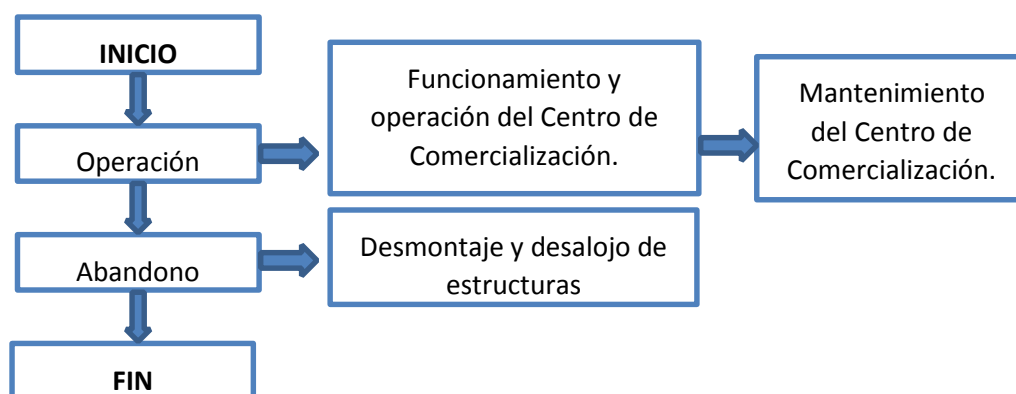 INICIO
Funcionamiento y
operación del Centro de
Comercialización.
Mantenimiento
del Centro de
Comercialización.
Operación
Abandono
Desmontaje y desalojo de
estructuras
FIN